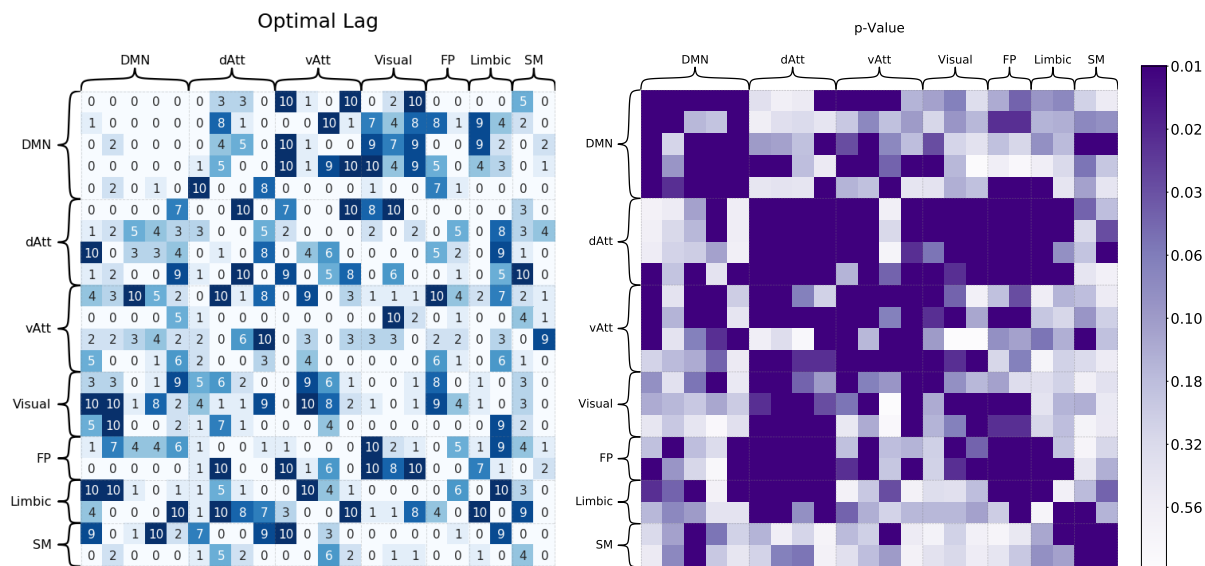 Optimal Lag
DMN dAtt vAtt Visual FP Limbic SM
DMN
dAtt
vAtt
Visual
FP
Limbic
SM
0 0 0 0 0 0 3 3 0 10 1 0 10 0 2 10 0 0 0 0 5 0
1 0 0 0 0 0 8 1 0 0 0 10 1 7 4 8 8 1 9 4 2 0
0 2 0 0 0 0 4 5 0 10 1 0 0 9 7 9 0 0 9 2 0 2
0 0 0 0 0 1 5 0 0 10 1 9 10 10 4 9 5 0 4 3 0 1
0 2 0 1 0 10 0 0 8 0 0 0 0 1 0 0 7 1 0 0 0 0
0 0 0 0 7 0 0 10 0 7 0 0 10 8 10 0 0 0 0 0 3 0
1 2 5 4 3 3 0 0 5 2 0 0 0 2 0 2 0 5 0 8 3 4
10 0 3 3 4 0 1 0 8 0 4 6 0 0 0 0 5 2 0 9 1 0
1 2 0 0 9 1 0 10 0 9 0 5 8 0 6 0 0 2 0 5 10 0
4 3 10 5 2 0 10 1 8 0 9 0 3 1 1 1 10 4 2 7 2 1
0 0 0 0 5 1 0 0 0 0 0 0 0 0 10 2 0 0 0 0 4 1
2 2 3 4 2 2 0 6 10 0 3 0 3 3 3 0 2 2 0 3 0 9
5 0 0 1 6 2 0 0 3 0 4 0 0 0 0 0 6 1 0 6 1 0
3 3 0 1 9 5 6 2 0 0 9 6 1 0 0 1 8 0 1 0 3 0
10 10 1 8 2 4 1 1 9 0 10 8 2 1 0 1 9 4 1 0 3 0
5 10 0 0 2 1 7 1 0 0 0 4 0 0 0 0 0 0 0 9 2 0
1 7 4 4 6 1 0 1 0 1 0 0 0 10 2 1 0 5 1 9 4 1
0 0 0 0 0 1 10 0 0 10 1 6 0 10 8 10 0 0 7 1 0 2
10 10 1 0 1 1 5 1 0 0 10 4 1 0 0 0 0 6 0 10 3 0
4 0 0 0 10 1 10 8 7 3 0 0 10 1 1 8 4 0 10 0 9 0
9 0 1 10 2 7 0 0 9 10 0 3 0 0 0 0 0 1 0 9 0 0
0 2 0 0 0 1 5 2 0 0 0 6 2 0 1 1 0 0 1 0 4 0
p-Value
DMN dAtt vAtt Visual FP Limbic SM
DMN
dAtt
vAtt
Visual
FP
Limbic
SM
0.01
0.02
0.03
0.06
0.10
0.18
0.32
0.56